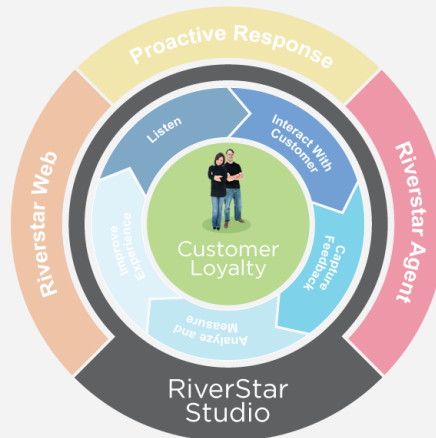 Proactive Response
Riverstar Web
Riverstar Agent
Listen
Interact With
Customer
Capture
Feedback
Analyze and
Measure
Improve
Experience
Customer
Loyalty
RiverStar
Studio